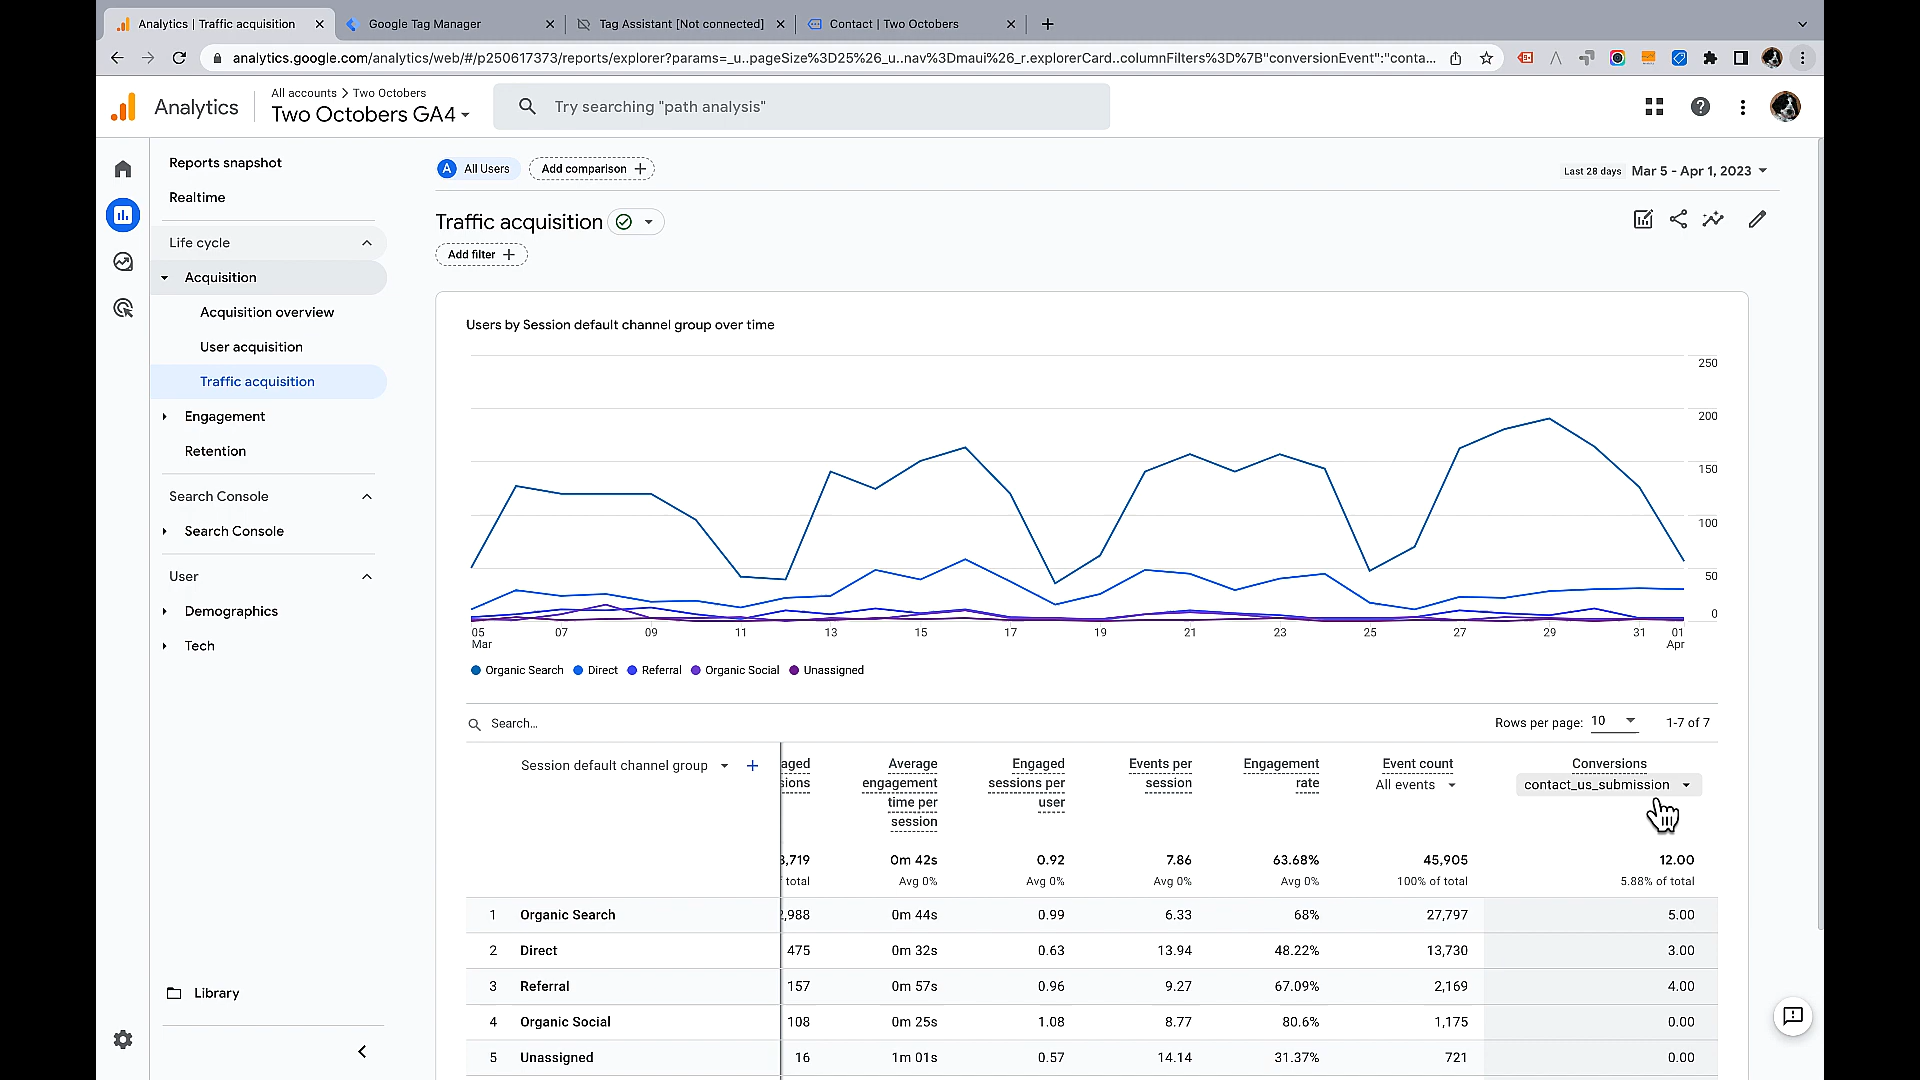 Analytics | Traffic acquisition
Google Tag Manager
Tag Assistant [Not connected]
Contact | Two Octobers
analytics.google.com/analytics/web/#/p250617373/reports/explorer?params=_u..pageSize%3D25%26_u..nav%3Dmaui%26_r.explorerCard..columnFilters%3D%7B"conversionEvent":"conta...
Analytics
All accounts > Two Octobers
Two Octobers GA4
Try searching "path analysis"
Reports snapshot
Realtime
Life cycle
Acquisition
Acquisition overview
User acquisition
Traffic acquisition
Engagement
Retention
Search Console
Search Console
User
Demographics
Tech
Library
A All Users
Add comparison +
Last 28 days Mar 5 - Apr 1, 2023
Traffic acquisition
Add filter +
Users by Session default channel group over time
250
200
150
100
50
0
05 07 09 11 13 15 17 19 21 23 25 27 29 31 01
Mar Apr
Organic Search Direct Referral Organic Social Unassigned
Search...
Rows per page: 10 1-7 of 7
Session default channel group +
aged
sions
Average
engagement
time per
session
Engaged
sessions per
user
Events per
session
Engagement
rate
Event count
All events
Conversions
contact_us_submission
3,719 0m 42s 0.92 7.86 63.68% 45,905 12.00
total Avg 0% Avg 0% Avg 0% Avg 0% 100% of total 5.88% of total
1 Organic Search 2,988 0m 44s 0.99 6.33 68% 27,797 5.00
2 Direct 475 0m 32s 0.63 13.94 48.22% 13,730 3.00
3 Referral 157 0m 57s 0.96 9.27 67.09% 2,169 4.00
4 Organic Social 108 0m 25s 1.08 8.77 80.6% 1,175 0.00
5 Unassigned 16 1m 01s 0.57 14.14 31.37% 721 0.00